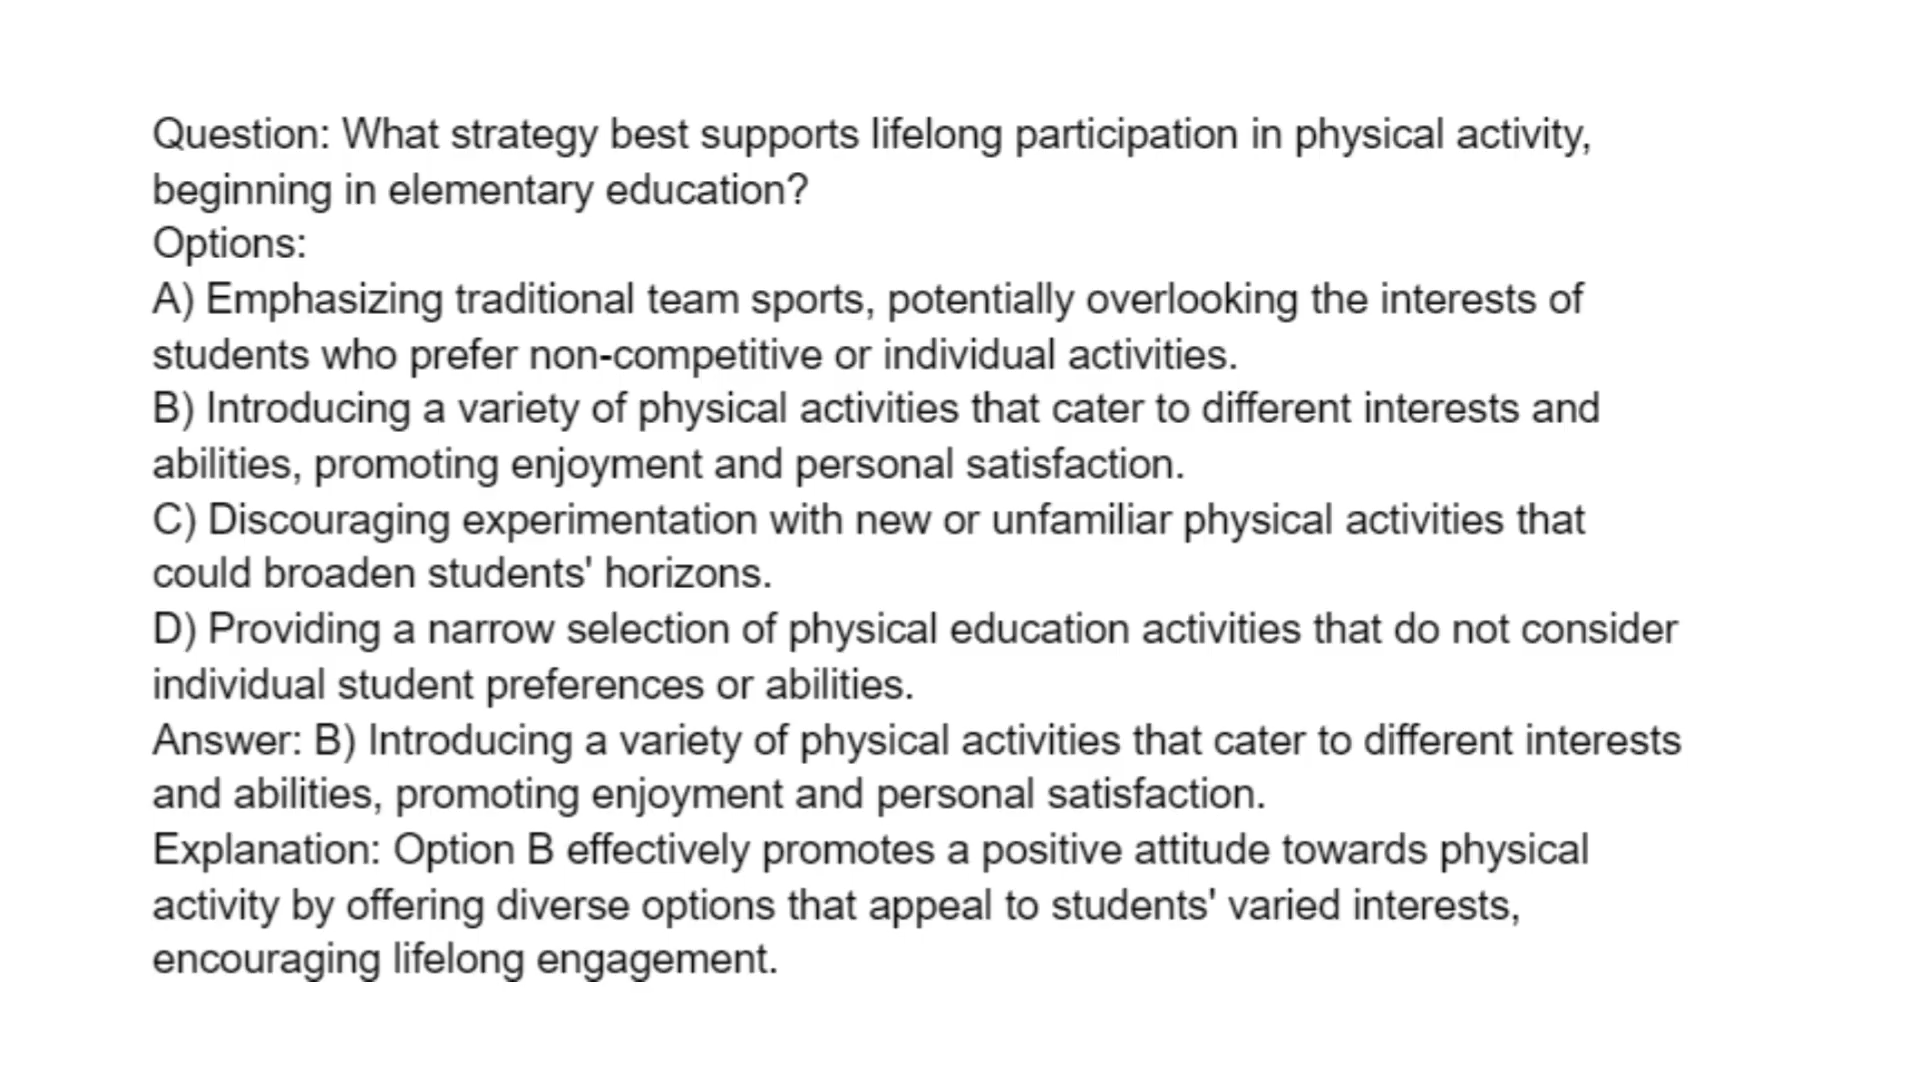 Question: What strategy best supports lifelong participation in physical activity,
beginning in elementary education?
Options:
A) Emphasizing traditional team sports, potentially overlooking the interests of
students who prefer non-competitive or individual activities.
B) Introducing a variety of physical activities that cater to different interests and
abilities, promoting enjoyment and personal satisfaction.
C) Discouraging experimentation with new or unfamiliar physical activities that
could broaden students' horizons.
D) Providing a narrow selection of physical education activities that do not consider
individual student preferences or abilities.
Answer: B) Introducing a variety of physical activities that cater to different interests
and abilities, promoting enjoyment and personal satisfaction.
Explanation: Option B effectively promotes a positive attitude towards physical
activity by offering diverse options that appeal to students' varied interests,
encouraging lifelong engagement.